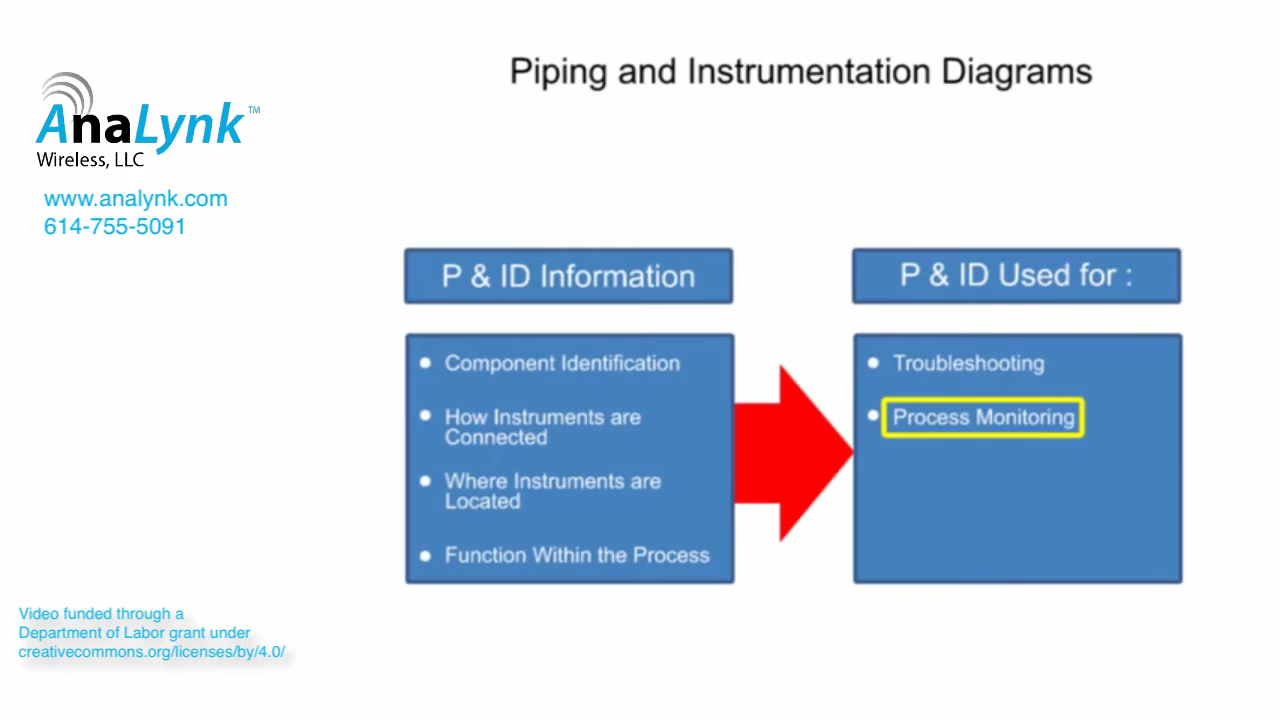 Piping and Instrumentation Diagrams
AnaLynk™
Wireless, LLC
www.analynk.com
614-755-5091
P & ID Information
Component Identification
How Instruments are
Connected
Where Instruments are
Located
Function Within the Process
P & ID Used for :
Troubleshooting
Process Monitoring
Video funded through a
Department of Labor grant under
creativecommons.org/licenses/by/4.0/